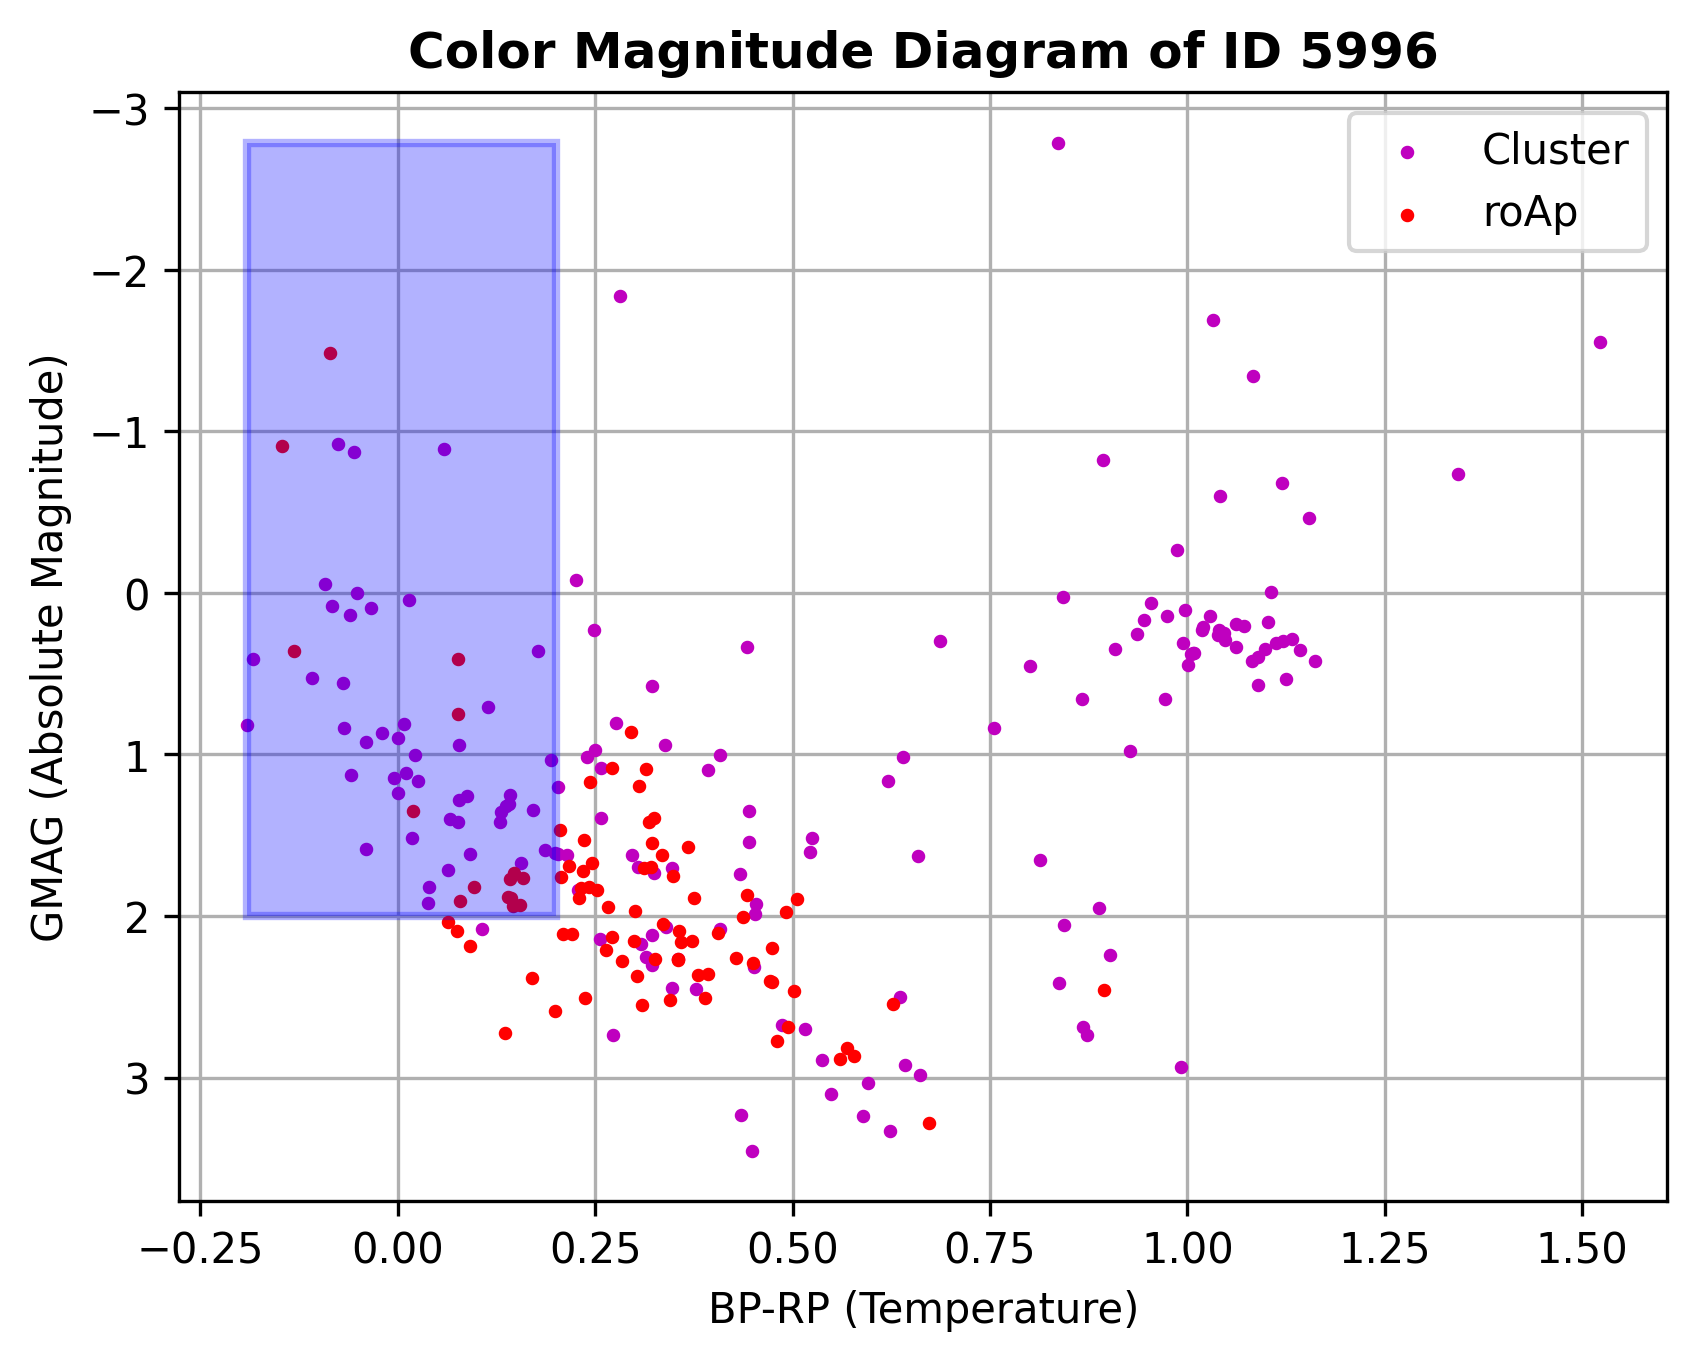 Color Magnitude Diagram of ID 5996
−3
−2
−1
0
1
2
3
GMAG (Absolute Magnitude)
Cluster
roAp
−0.25 0.00 0.25 0.50 0.75 1.00 1.25 1.50
BP-RP (Temperature)